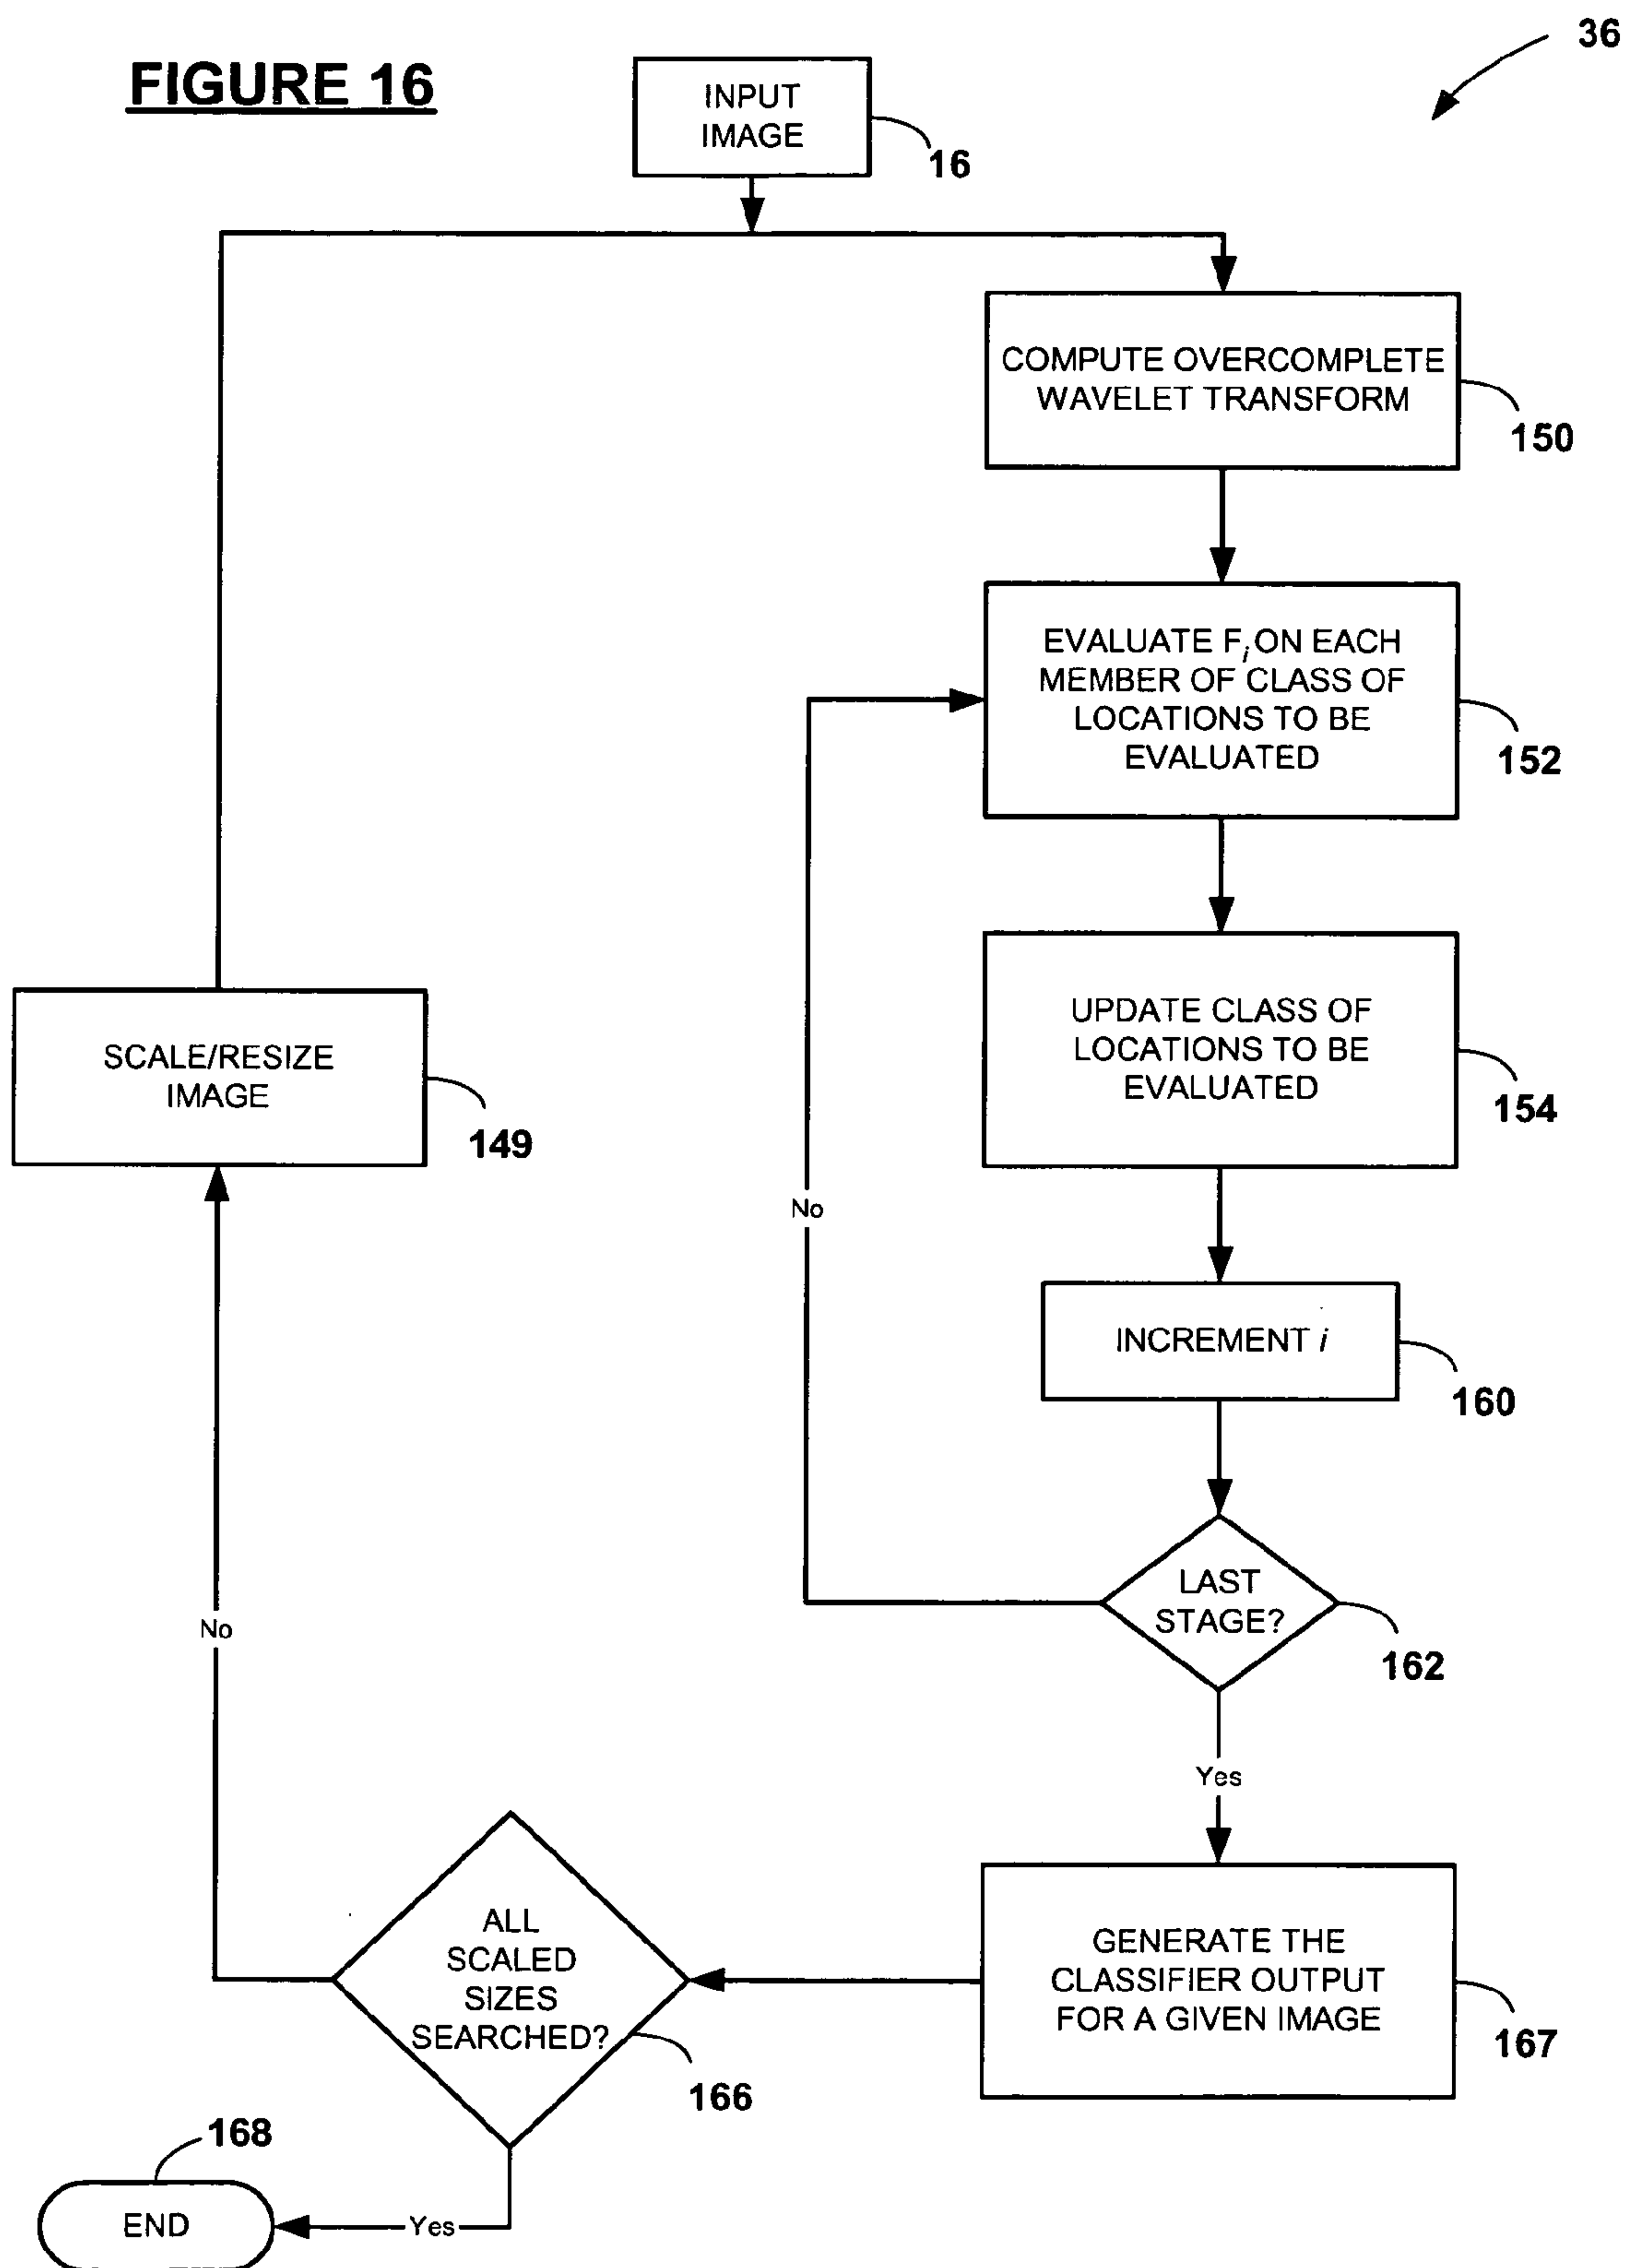 36
FIGURE 16
INPUT
IMAGE
16
COMPUTE OVERCOMPLETE
WAVELET TRANSFORM
150
EVALUATE Fi ON EACH
MEMBER OF CLASS OF
LOCATIONS TO BE
EVALUATED
152
UPDATE CLASS OF
LOCATIONS TO BE
EVALUATED
154
SCALE/RESIZE
IMAGE
149
No
INCREMENT i
160
LAST
STAGE?
162
No
Yes
ALL
SCALED
SIZES
SEARCHED?
166
GENERATE THE
CLASSIFIER OUTPUT
FOR A GIVEN IMAGE
167
168
END
Yes